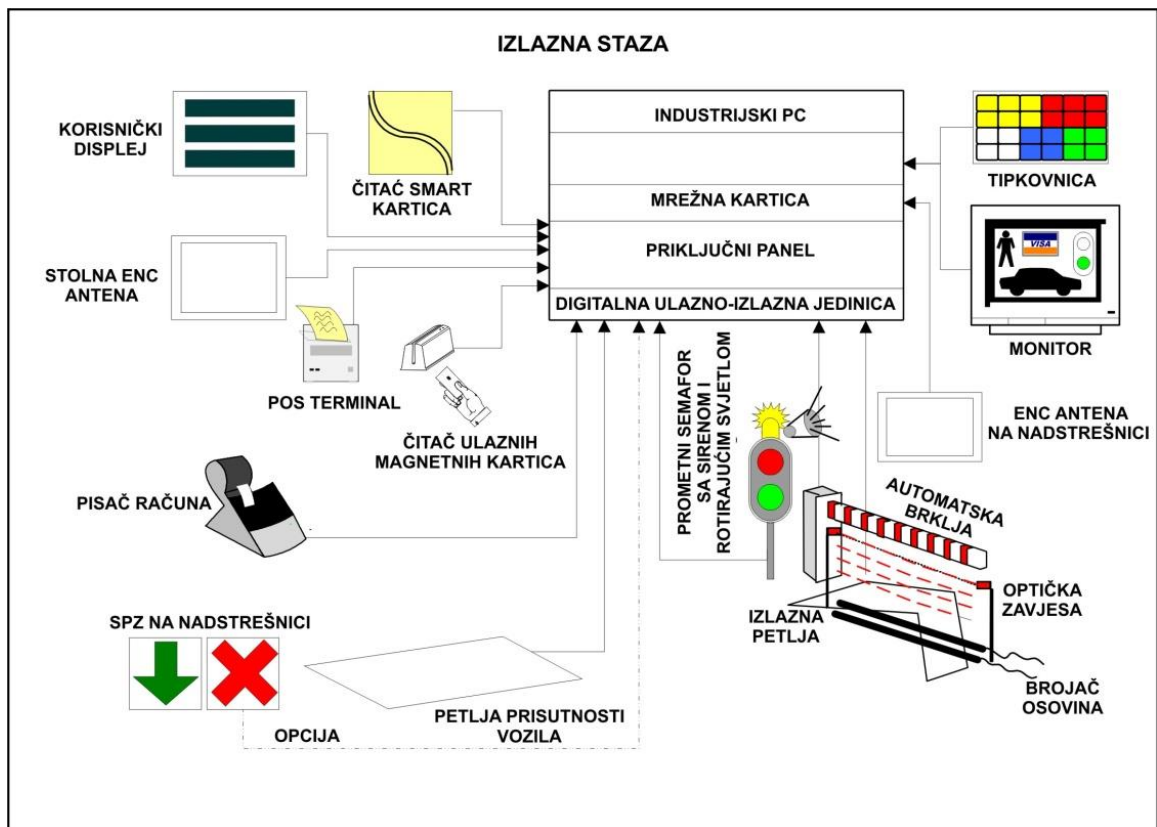 IZLAZNA STAZA
KORISNIČKI
DISPLEJ
ČITAĆ SMART
KARTICA
INDUSTRIJSKI PC
MREŽNA KARTICA
PRIKLJUČNI PANEL
DIGITALNA ULAZNO-IZLAZNA JEDINICA
TIPKOVNICA
VISA
MONITOR
STOLNA ENC
ANTENA
POS TERMINAL
ČITAČ ULAZNIH
MAGNETNIH KARTICA
PROMETNI SEMAFOR
SA SIRENOM I
ROTIRAJUĆIM SVJETLOM
ENC ANTENA
NA NADSTREŠNICI
PISAČ RAČUNA
AUTOMATSKA
BRKLJA
OPTIČKA
ZAVJESA
IZLAZNA
PETLJA
BROJAČ
OSOVINA
SPZ NA NADSTREŠNICI
PETLJA PRISUTNOSTI
VOZILA
OPCIJA